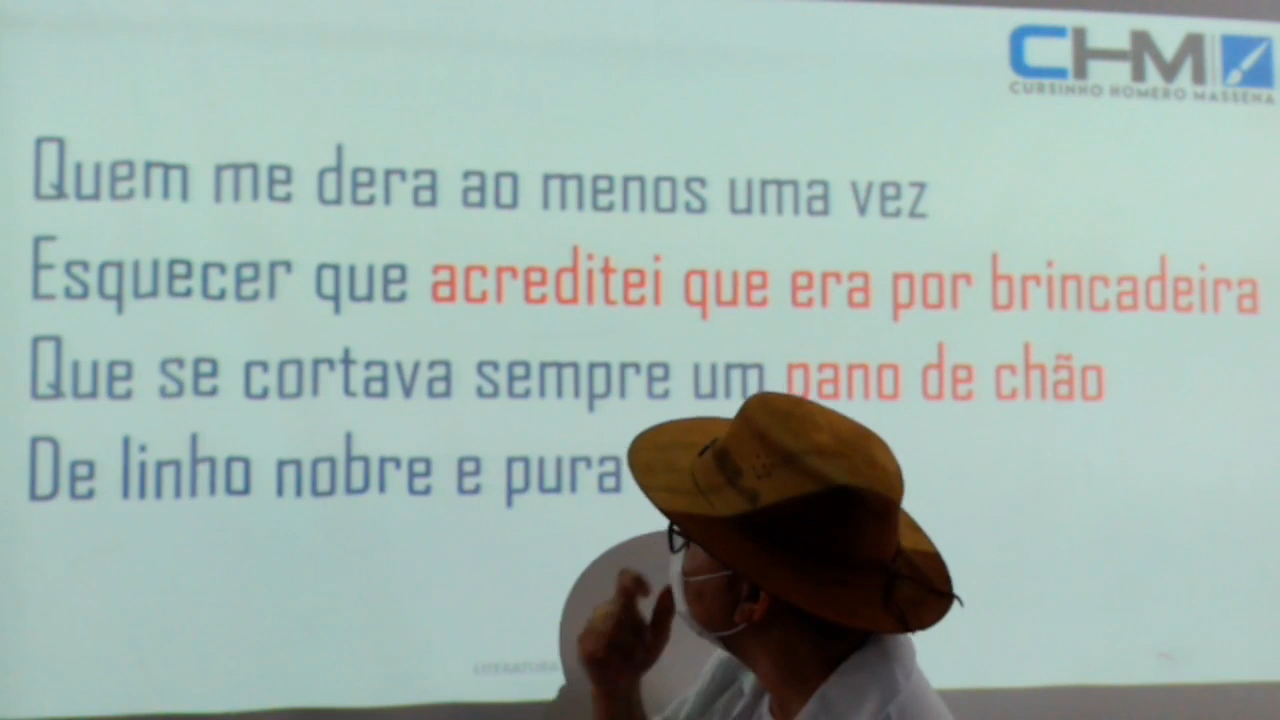 CHM
CURSINHO HOMERO MASSENA
Quem me dera ao menos uma vez
Esquecer que acreditei que era por brincadeira
Que se cortava sempre um pano de chão
De linho nobre e pura
LITERATURA